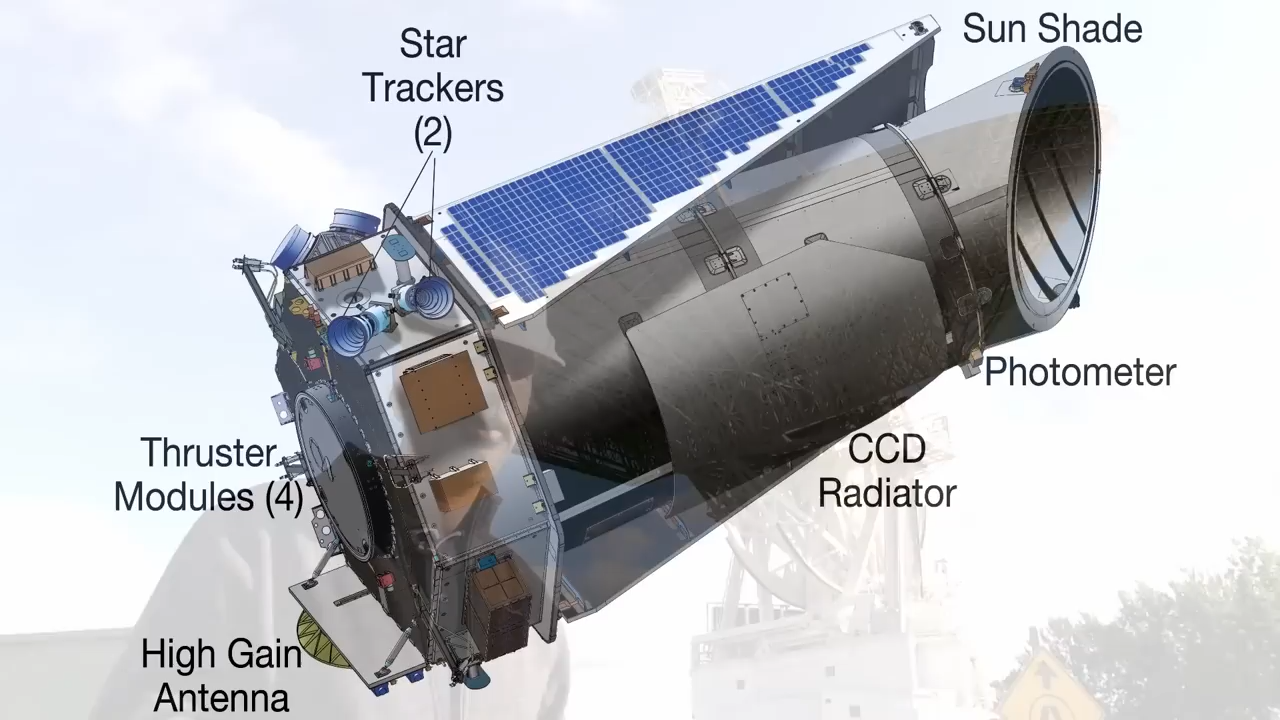 Star
Trackers
(2)
Sun Shade
Photometer
CCD
Radiator
Thruster
Modules (4)
High Gain
Antenna